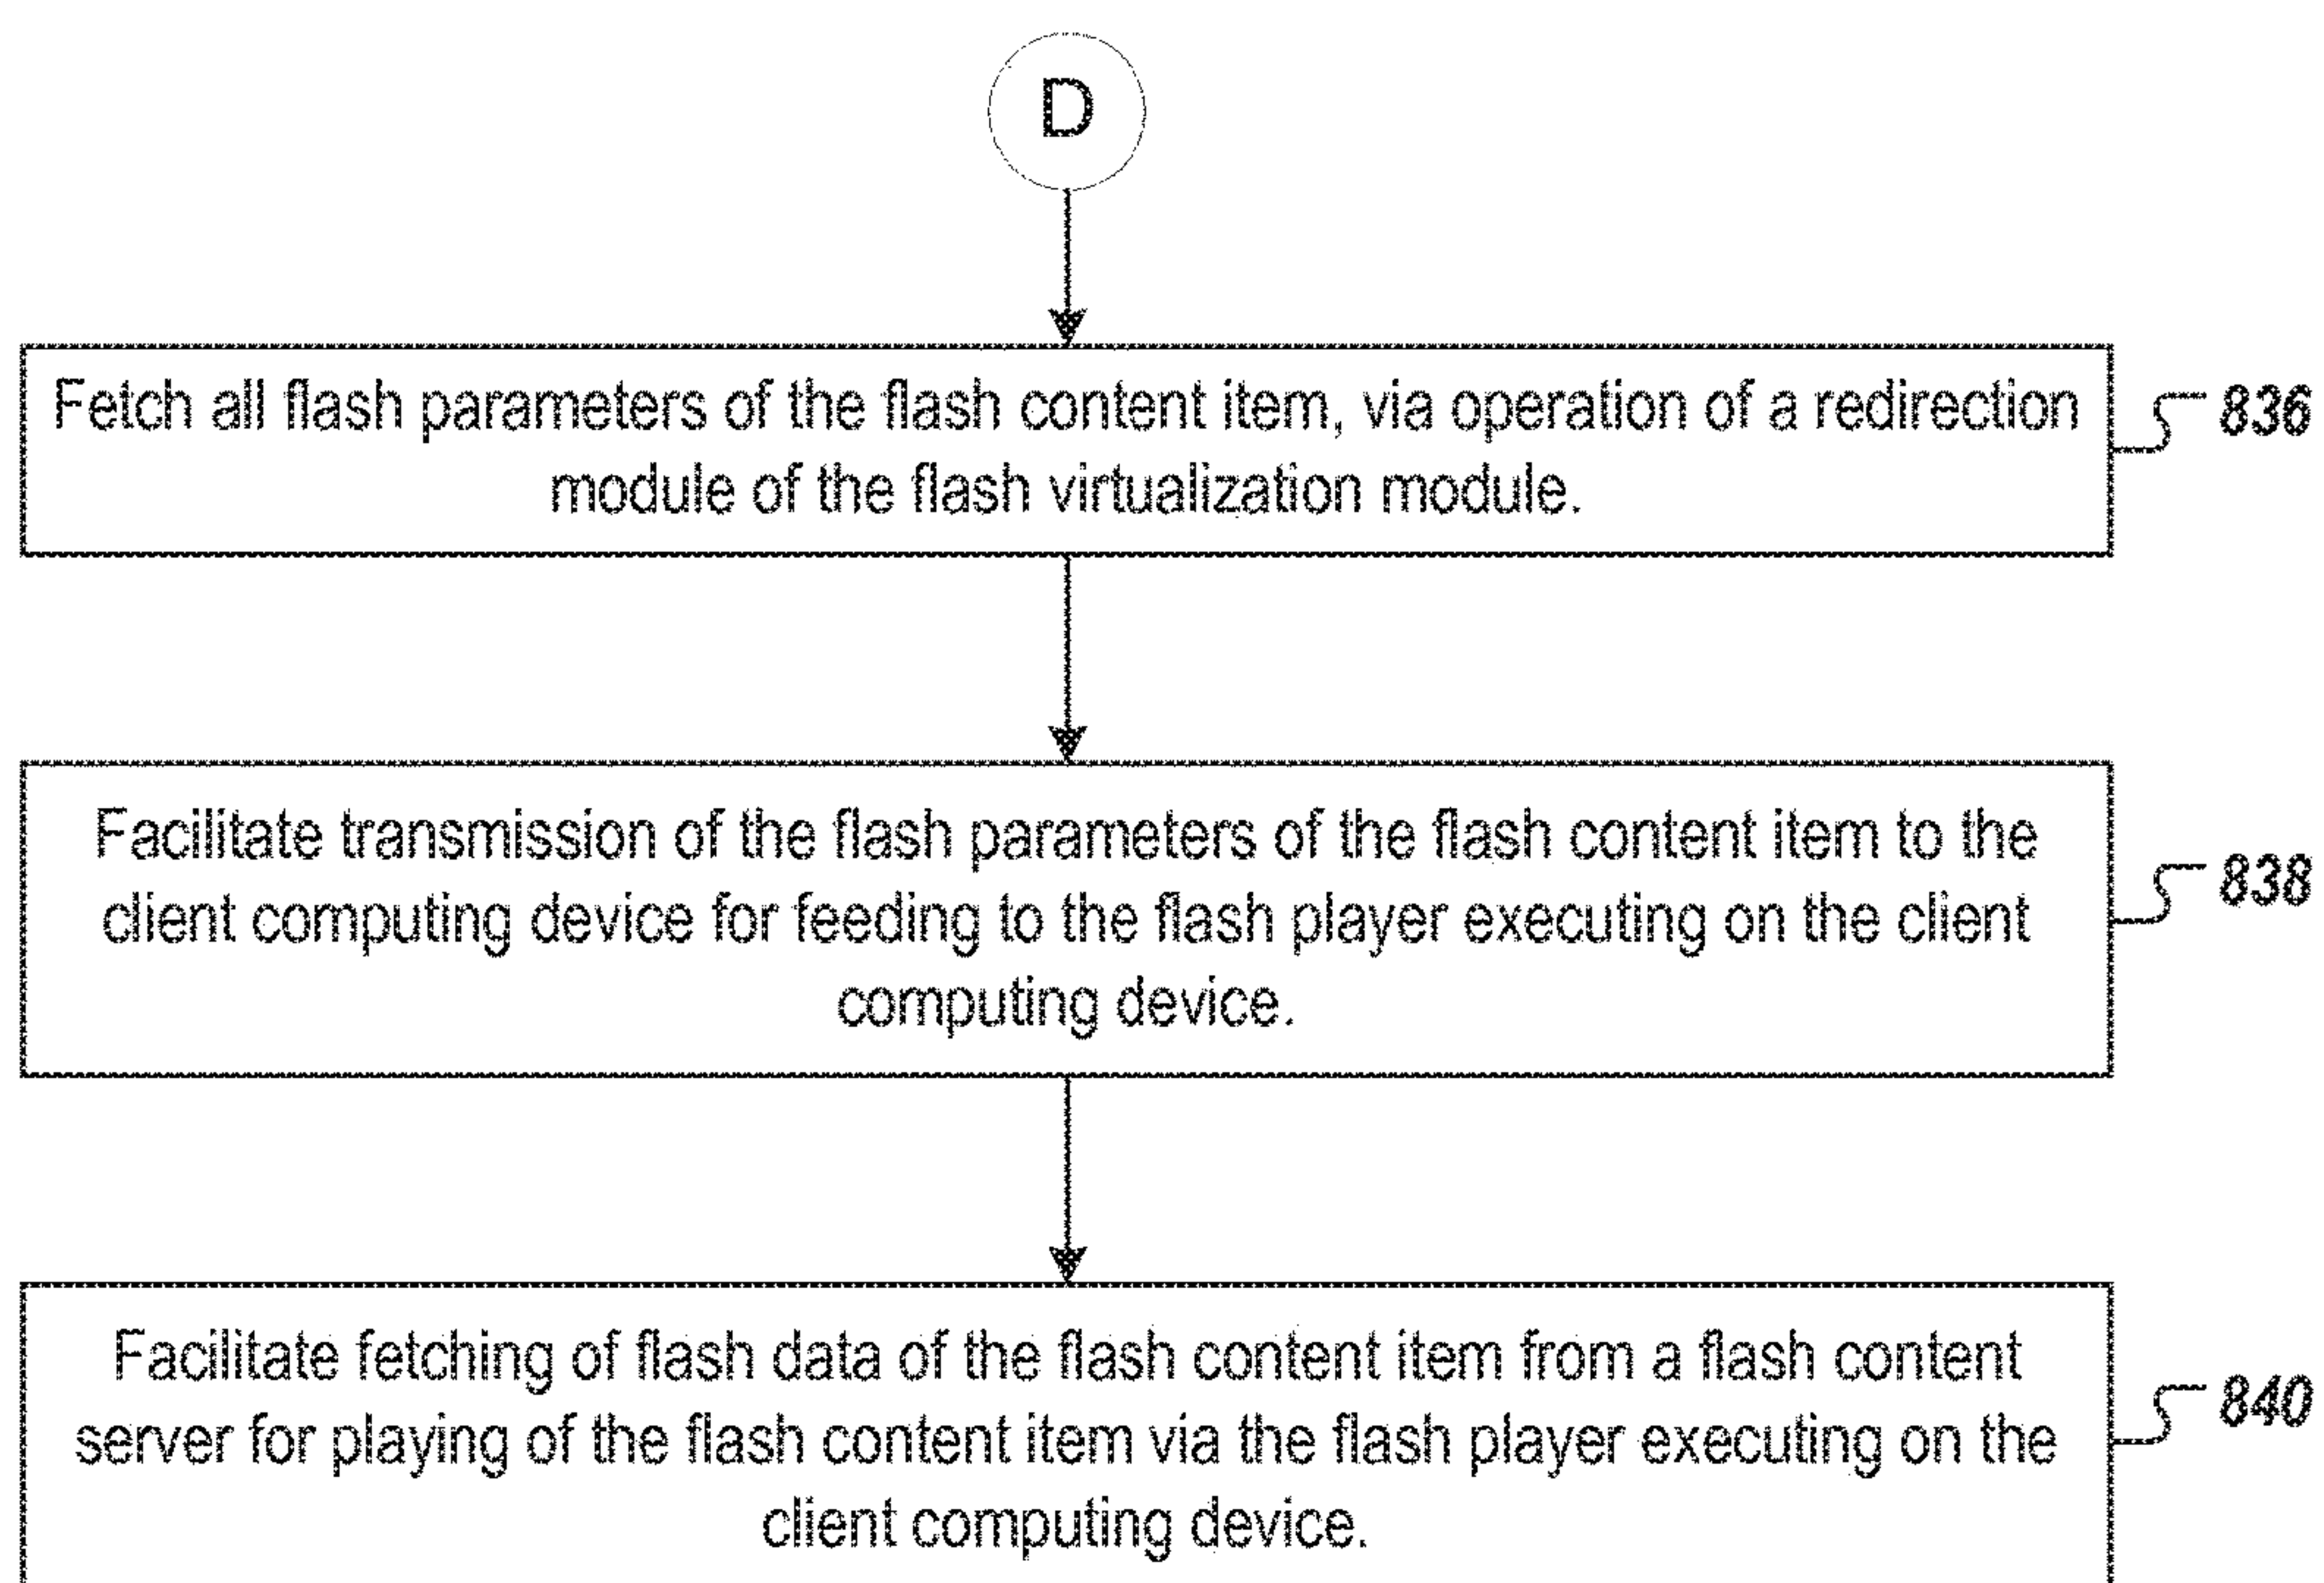 D
Fetch all flash parameters of the flash content item, via operation of a redirection
module of the flash virtualization module.
836
Facilitate transmission of the flash parameters of the flash content item to the
client computing device for feeding to the flash player executing on the client
computing device.
838
Facilitate fetching of flash data of the flash content item from a flash content
server for playing of the flash content item via the flash player executing on the
client computing device.
840